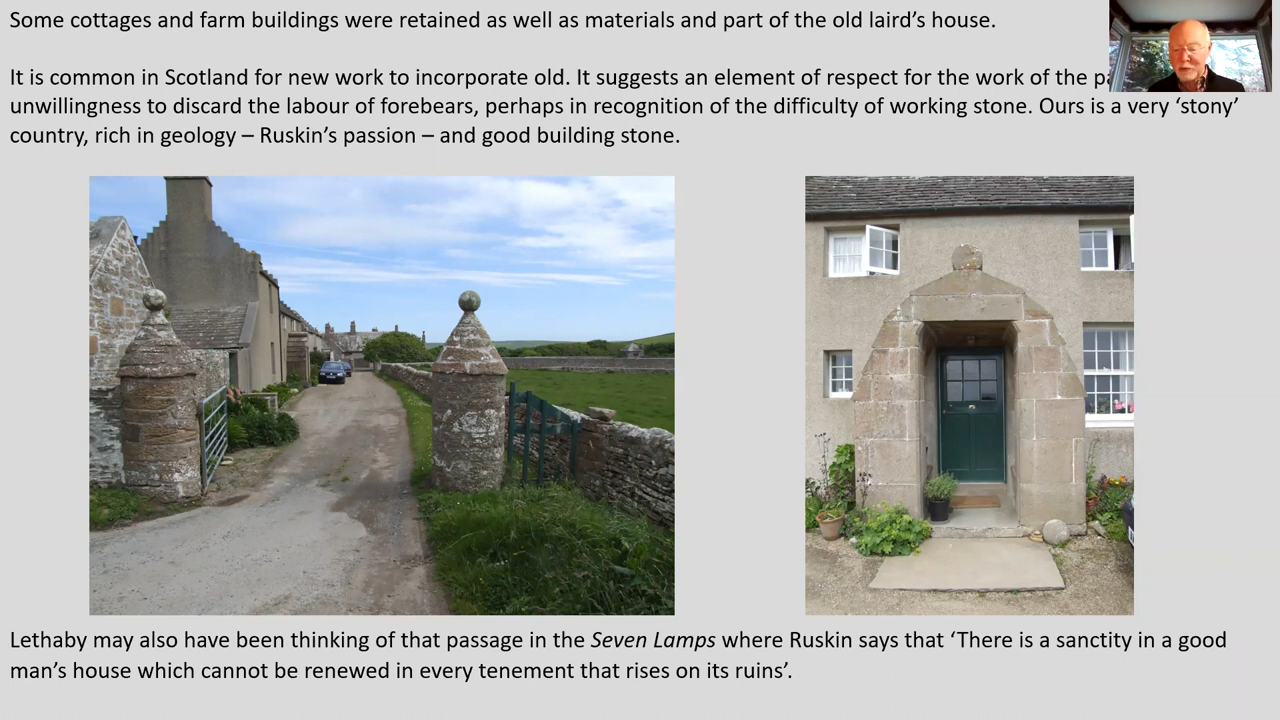 Some cottages and farm buildings were retained as well as materials and part of the old laird’s house.
It is common in Scotland for new work to incorporate old. It suggests an element of respect for the work of the
unwillingness to discard the labour of forebears, perhaps in recognition of the difficulty of working stone. Ours is a very ‘stony’
country, rich in geology – Ruskin’s passion – and good building stone.
Lethaby may also have been thinking of that passage in the Seven Lamps where Ruskin says that ‘There is a sanctity in a good
man’s house which cannot be renewed in every tenement that rises on its ruins’.